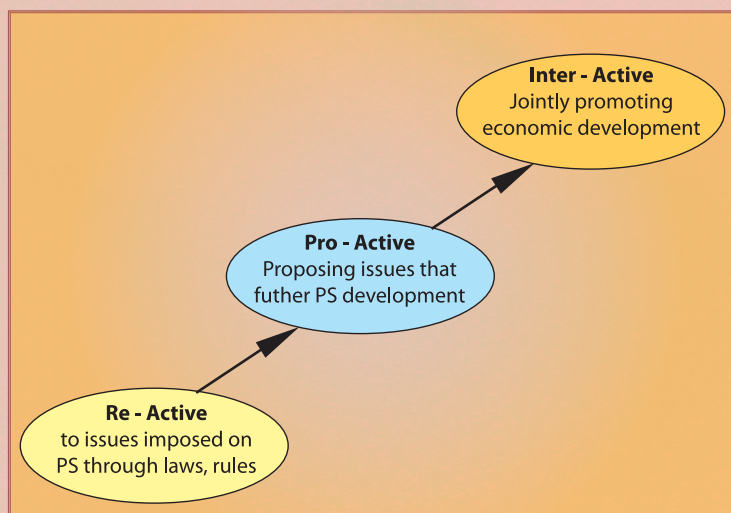 Inter - Active
Jointly promoting
economic development
Pro - Active
Proposing issues that
futher PS development
Re - Active
to issues imposed on
PS through laws, rules